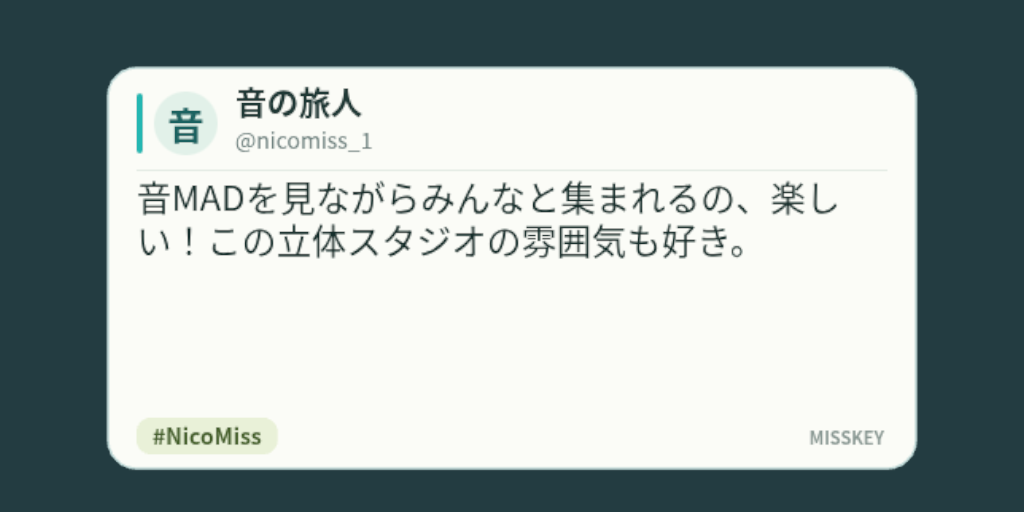 音
音の旅人
@nicomiss_1
音MADを見ながらみんなと集まれるの、楽し
い！この立体スタジオの雰囲気も好き。
#NicoMiss
MISSKEY